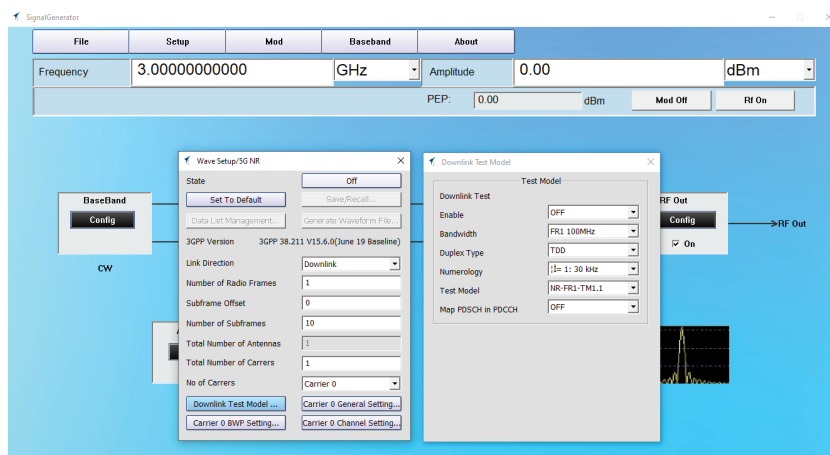 SignalGenerator
File Setup Mod Baseband About
Frequency 3.00000000000 GHz Amplitude 0.00 dBm
PEP: 0.00 dBm Mod Off Rf On
Wave Setup/5G NR
State Off
Set To Default Save/Recall...
Data List Management... Generate Waveform File...
3GPP Version 3GPP 38.211 V15.6.0(June 19 Baseline)
Link Direction Downlink
Number of Radio Frames 1
Subframe Offset 0
Number of Subframes 10
Total Number of Antennas 1
Total Number of Carrers 1
No of Carrers Carrier 0
Downlink Test Model ... Carrier 0 General Setting...
Carrier 0 BWP Setting... Carrier 0 Channel Setting...
Downlink Test Model
Test Model
Downlink Test
Enable OFF
Bandwidth FR1 100MHz
Duplex Type TDD
Numerology ¦Ì= 1: 30 kHz
Test Model NR-FR1-TM1.1
Map PDSCH in PDCCH OFF
BaseBand
Config
CW
RF Out
Config
On
RF Out